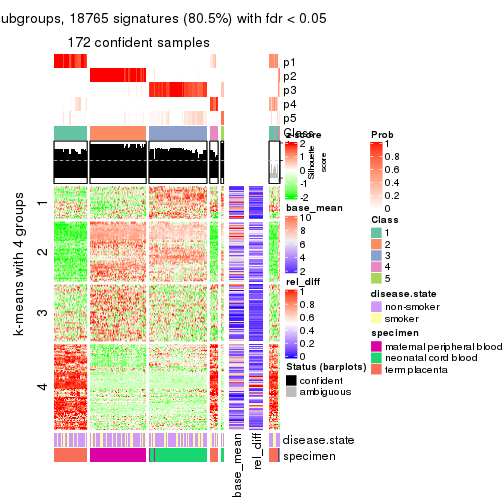 ubgroups, 18765 signatures (80.5%) with fdr < 0.05
172 confident samples
p1
p2
p3
p4
p5
Class
Silhouette
score
1
2
3
4
k-means with 4 groups
disease.state
specimen
base_mean
rel_diff
z-score
2
1
0
-1
-2
base_mean
10
8
6
4
2
rel_diff
1
0.8
0.6
0.4
0.2
0
Status (barplots)
confident
ambiguous
Prob
1
0.8
0.6
0.4
0.2
0
Class
1
2
3
4
5
disease.state
non-smoker
smoker
specimen
maternal peripheral blood
neonatal cord blood
term placenta